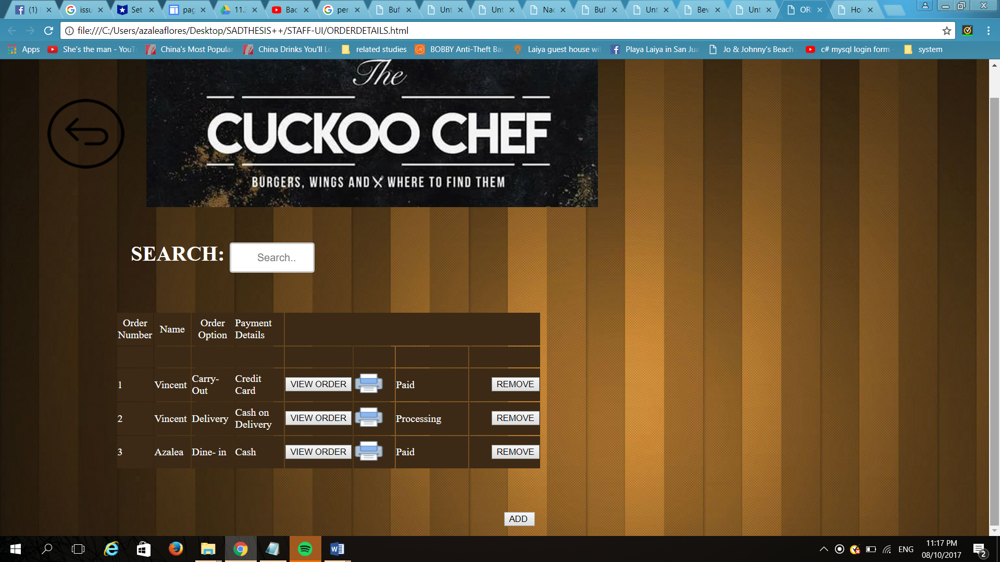 (1)
issu
Set
pag
11.
Bac
per
Buf
Unt
Unt
Nac
Buf
Unt
Bev
Unt
OR
Ho
file:///C:/Users/azaleaflores/Desktop/SADTHESIS++/STAFF-UI/ORDERDETAILS.html
Apps
She's the man - YouT
China's Most Popular
China Drinks You'll Lo
related studies
BOBBY Anti-Theft Ba
Laiya guest house wi
Playa Laiya in San Jua
Jo & Johnny's Beach
c# mysql login form -
system
The
CUCKOO CHEF
BURGERS, WINGS AND WHERE TO FIND THEM
SEARCH: Search..
Order Number
Name
Order Option
Payment Details
1 Vincent Carry-Out Credit Card VIEW ORDER Paid REMOVE
2 Vincent Delivery Cash on Delivery VIEW ORDER Processing REMOVE
3 Azalea Dine- in Cash VIEW ORDER Paid REMOVE
ADD
ENG
11:17 PM
08/10/2017
2